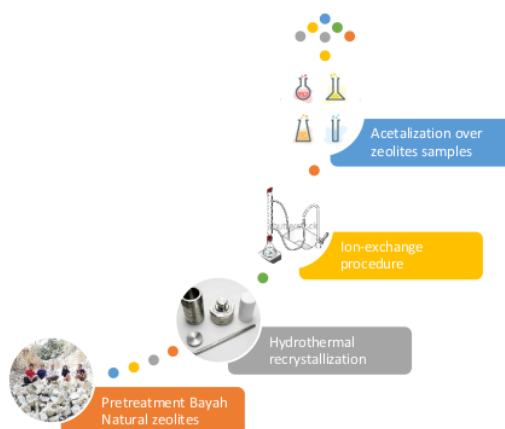 Acetalization over
zeolites samples
Ion-exchange
procedure
Hydrothermal
recrystallization
Pretreatment Bayah
Natural zeolites